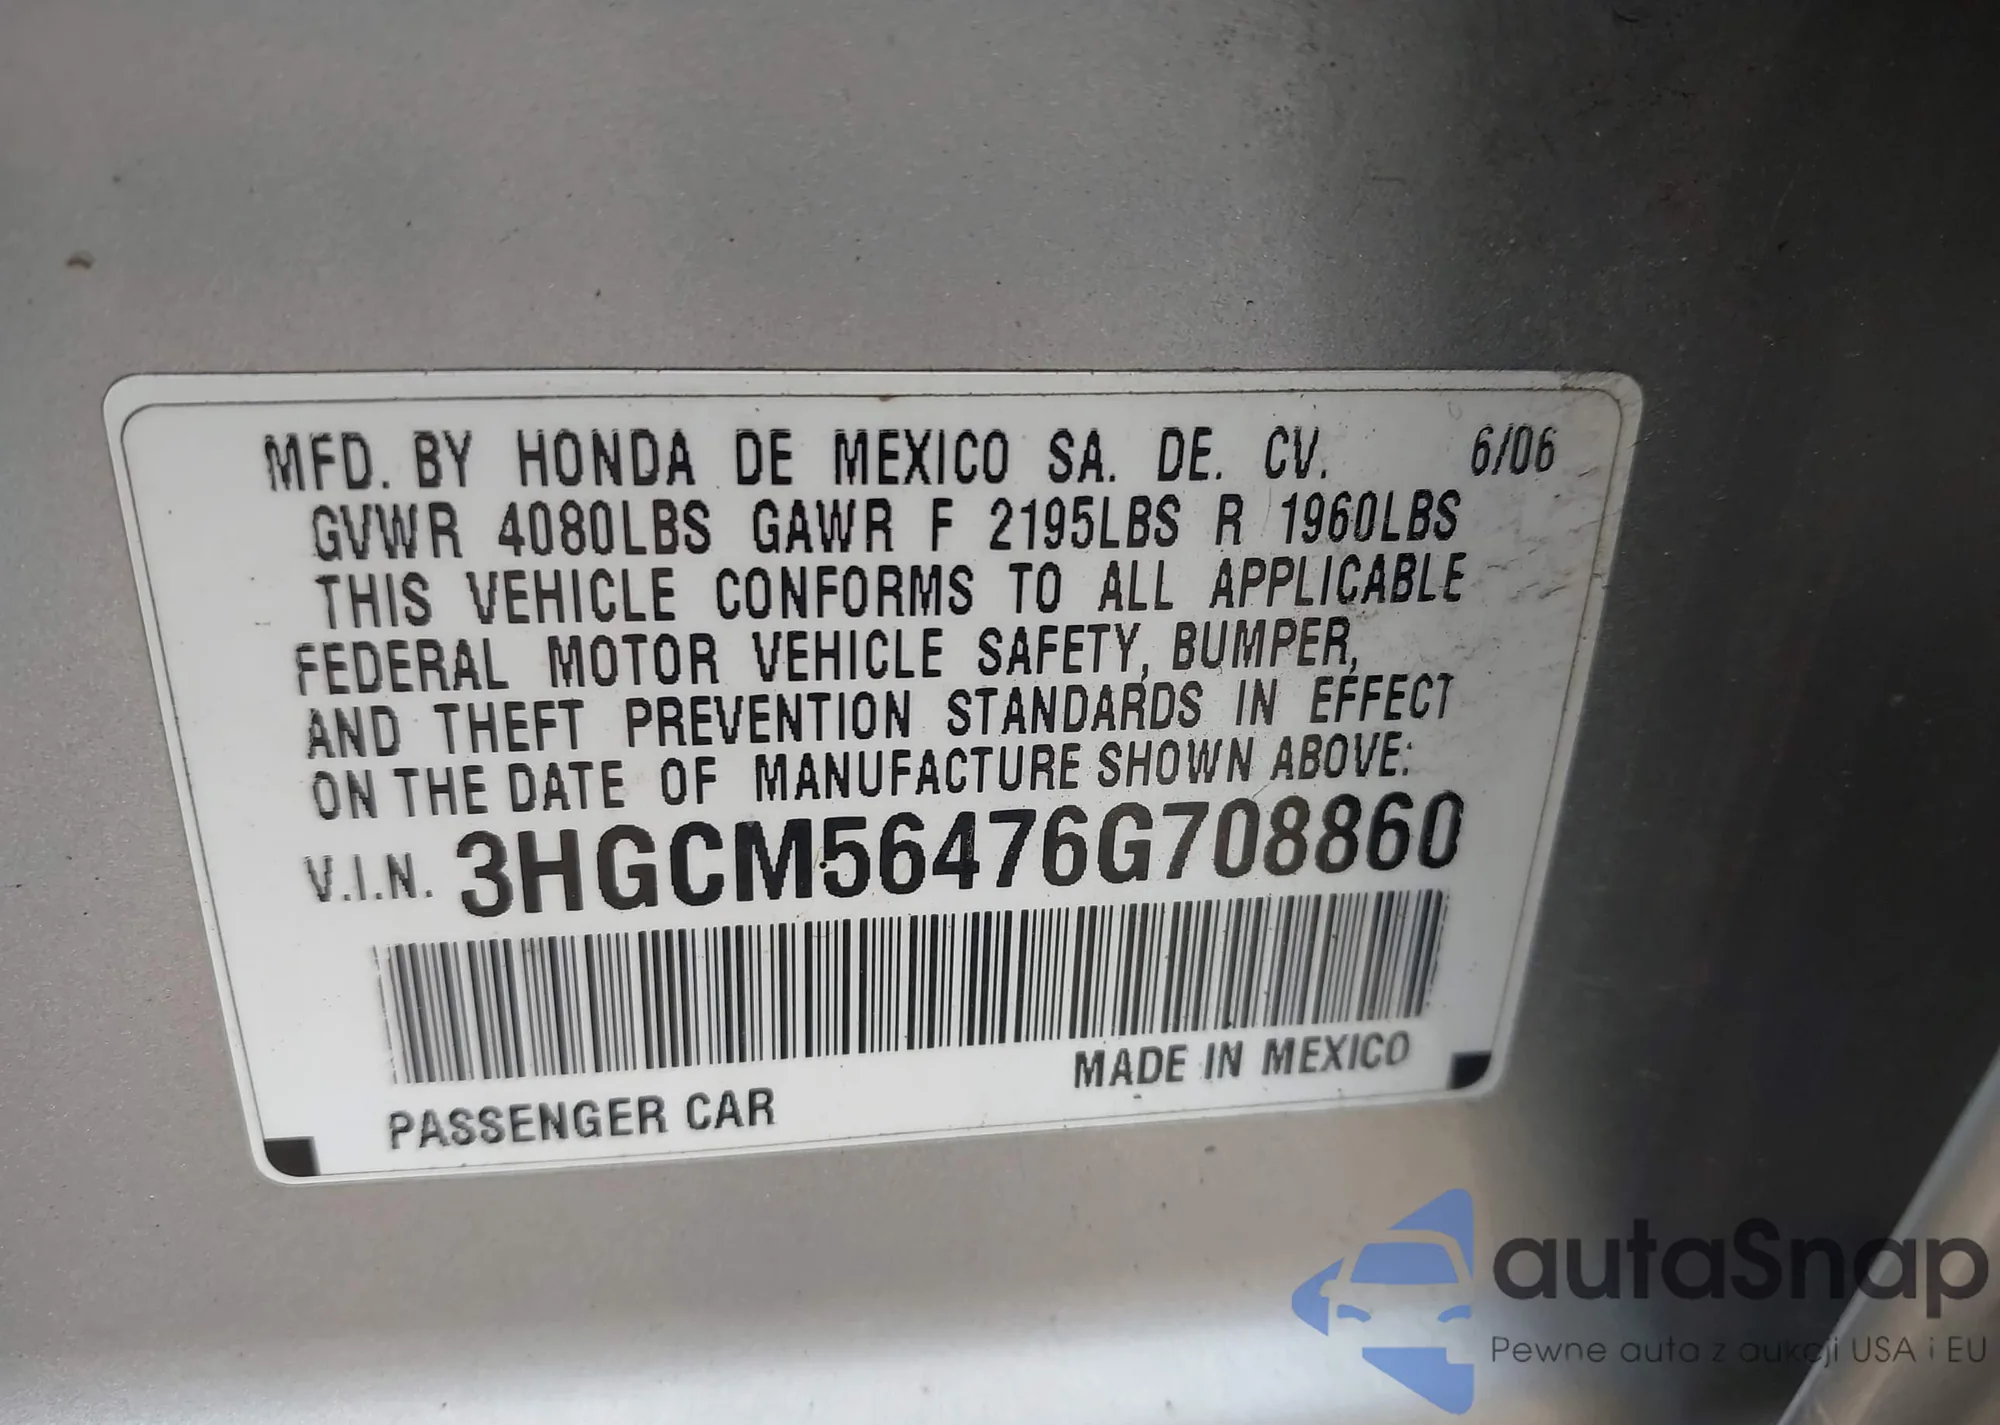 MFD. BY HONDA DE MEXICO SA. DE. CV. 6/06
GVWR 4080LBS GAWR F 2195LBS R 1960LBS
THIS VEHICLE CONFORMS TO ALL APPLICABLE
FEDERAL MOTOR VEHICLE SAFETY, BUMPER,
AND THEFT PREVENTION STANDARDS IN EFFECT
ON THE DATE OF MANUFACTURE SHOWN ABOVE:
V.I.N. 3HGCM56476G708860
MADE IN MEXICO
PASSENGER CAR
autaSnap
Pewne auta z aukcji USA i EU